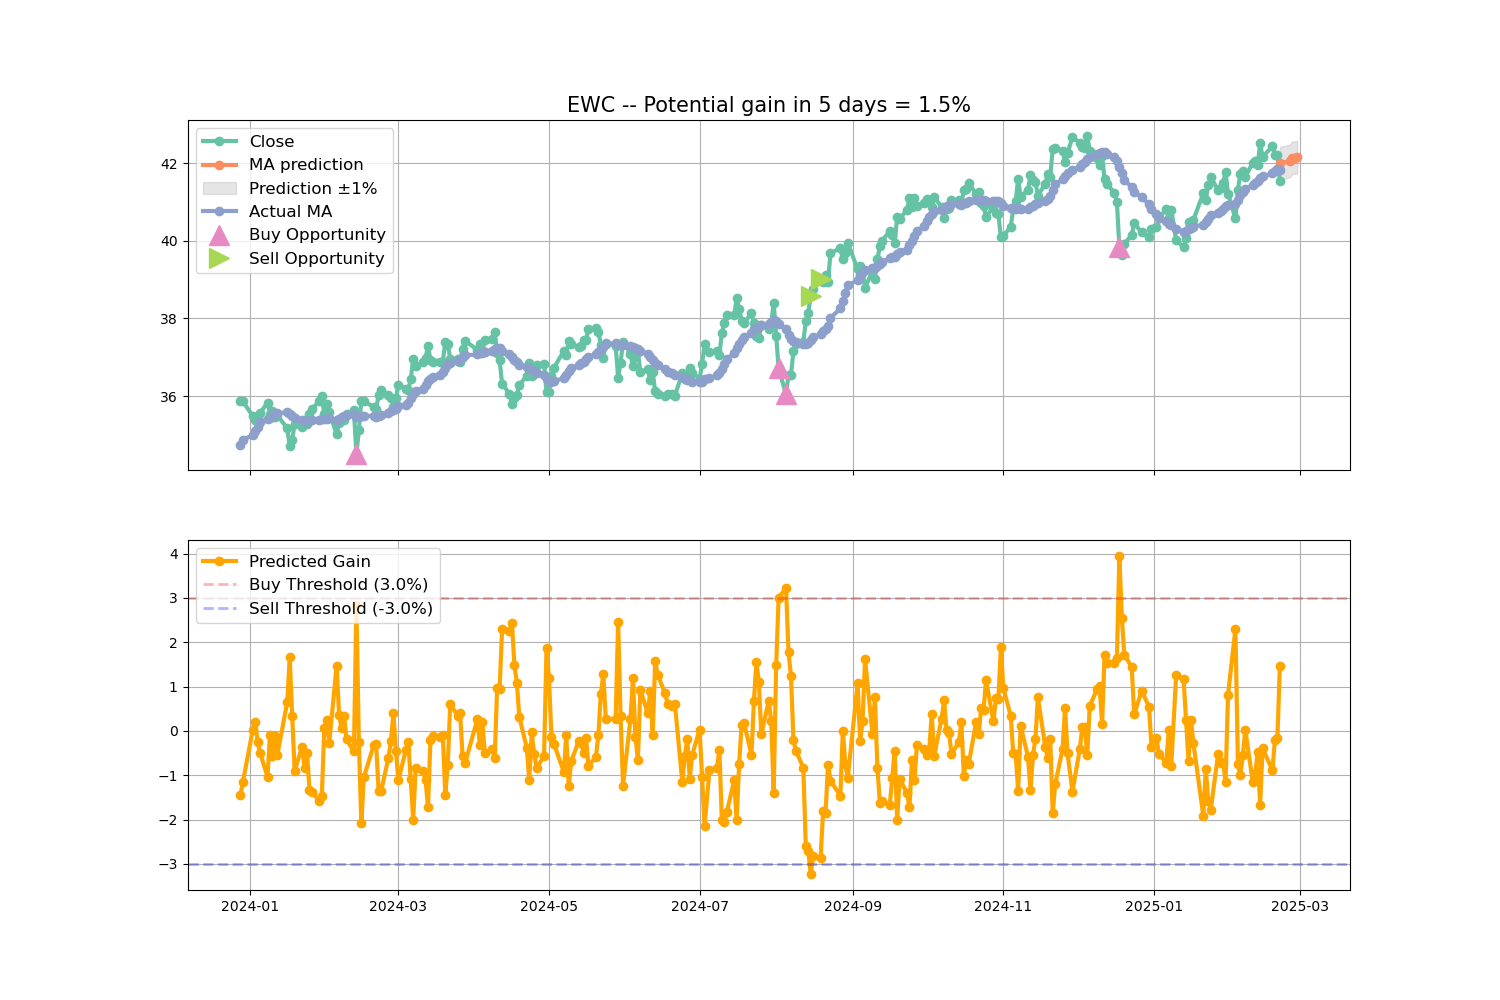 EWC -- Potential gain in 5 days = 1.5%
Close
MA prediction
Prediction ±1%
Actual MA
Buy Opportunity
Sell Opportunity
42
40
38
36
Predicted Gain
Buy Threshold (3.0%)
Sell Threshold (-3.0%)
4
3
2
1
0
−1
−2
−3
2024-01
2024-03
2024-05
2024-07
2024-09
2024-11
2025-01
2025-03